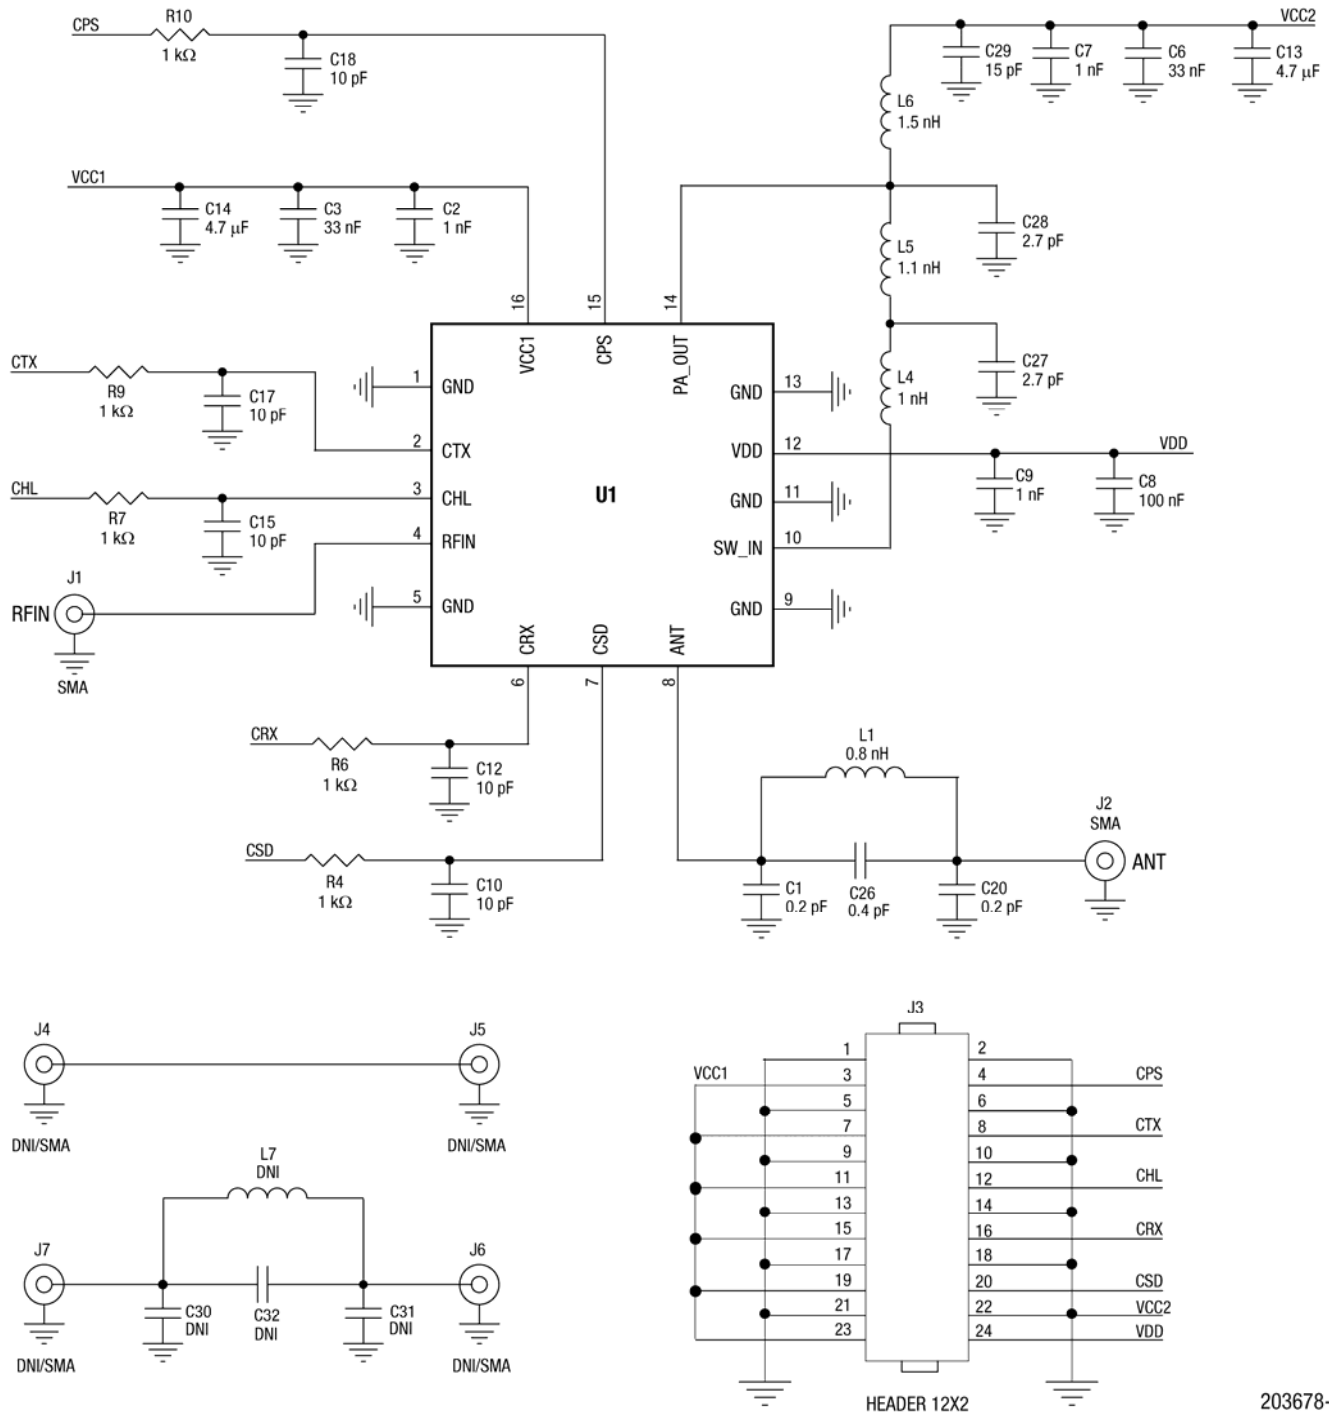 CPS
R10
1 kΩ
C18
10 pF
VCC2
C29
15 pF
C7
1 nF
C6
33 nF
C13
4.7 μF
L6
1.5 nH
VCC1
C14
4.7 μF
C3
33 nF
C2
1 nF
C28
2.7 pF
L5
1.1 nH
16
15
14
VCC1
CPS
PA_OUT
CTX
R9
1 kΩ
C17
10 pF
1
GND
2
CTX
CHL
R7
1 kΩ
C15
10 pF
3
CHL
4
RFIN
5
GND
U1
GND
13
VDD
12
GND
11
SW_IN
10
GND
9
L4
1 nH
C27
2.7 pF
VDD
C9
1 nF
C8
100 nF
J1
RFIN
SMA
CRX
CSD
ANT
6
7
8
CRX
R6
1 kΩ
C12
10 pF
CSD
R4
1 kΩ
C10
10 pF
L1
0.8 nH
J2
SMA
ANT
C1
0.2 pF
C26
0.4 pF
C20
0.2 pF
J4
J5
DNI/SMA
DNI/SMA
L7
DNI
J7
J6
C30
DNI
C32
DNI
C31
DNI
DNI/SMA
DNI/SMA
J3
1
2
VCC1
3
4
CPS
5
6
7
8
CTX
9
10
11
12
CHL
13
14
15
16
CRX
17
18
19
20
CSD
21
22
VCC2
23
24
VDD
HEADER 12X2
203678-